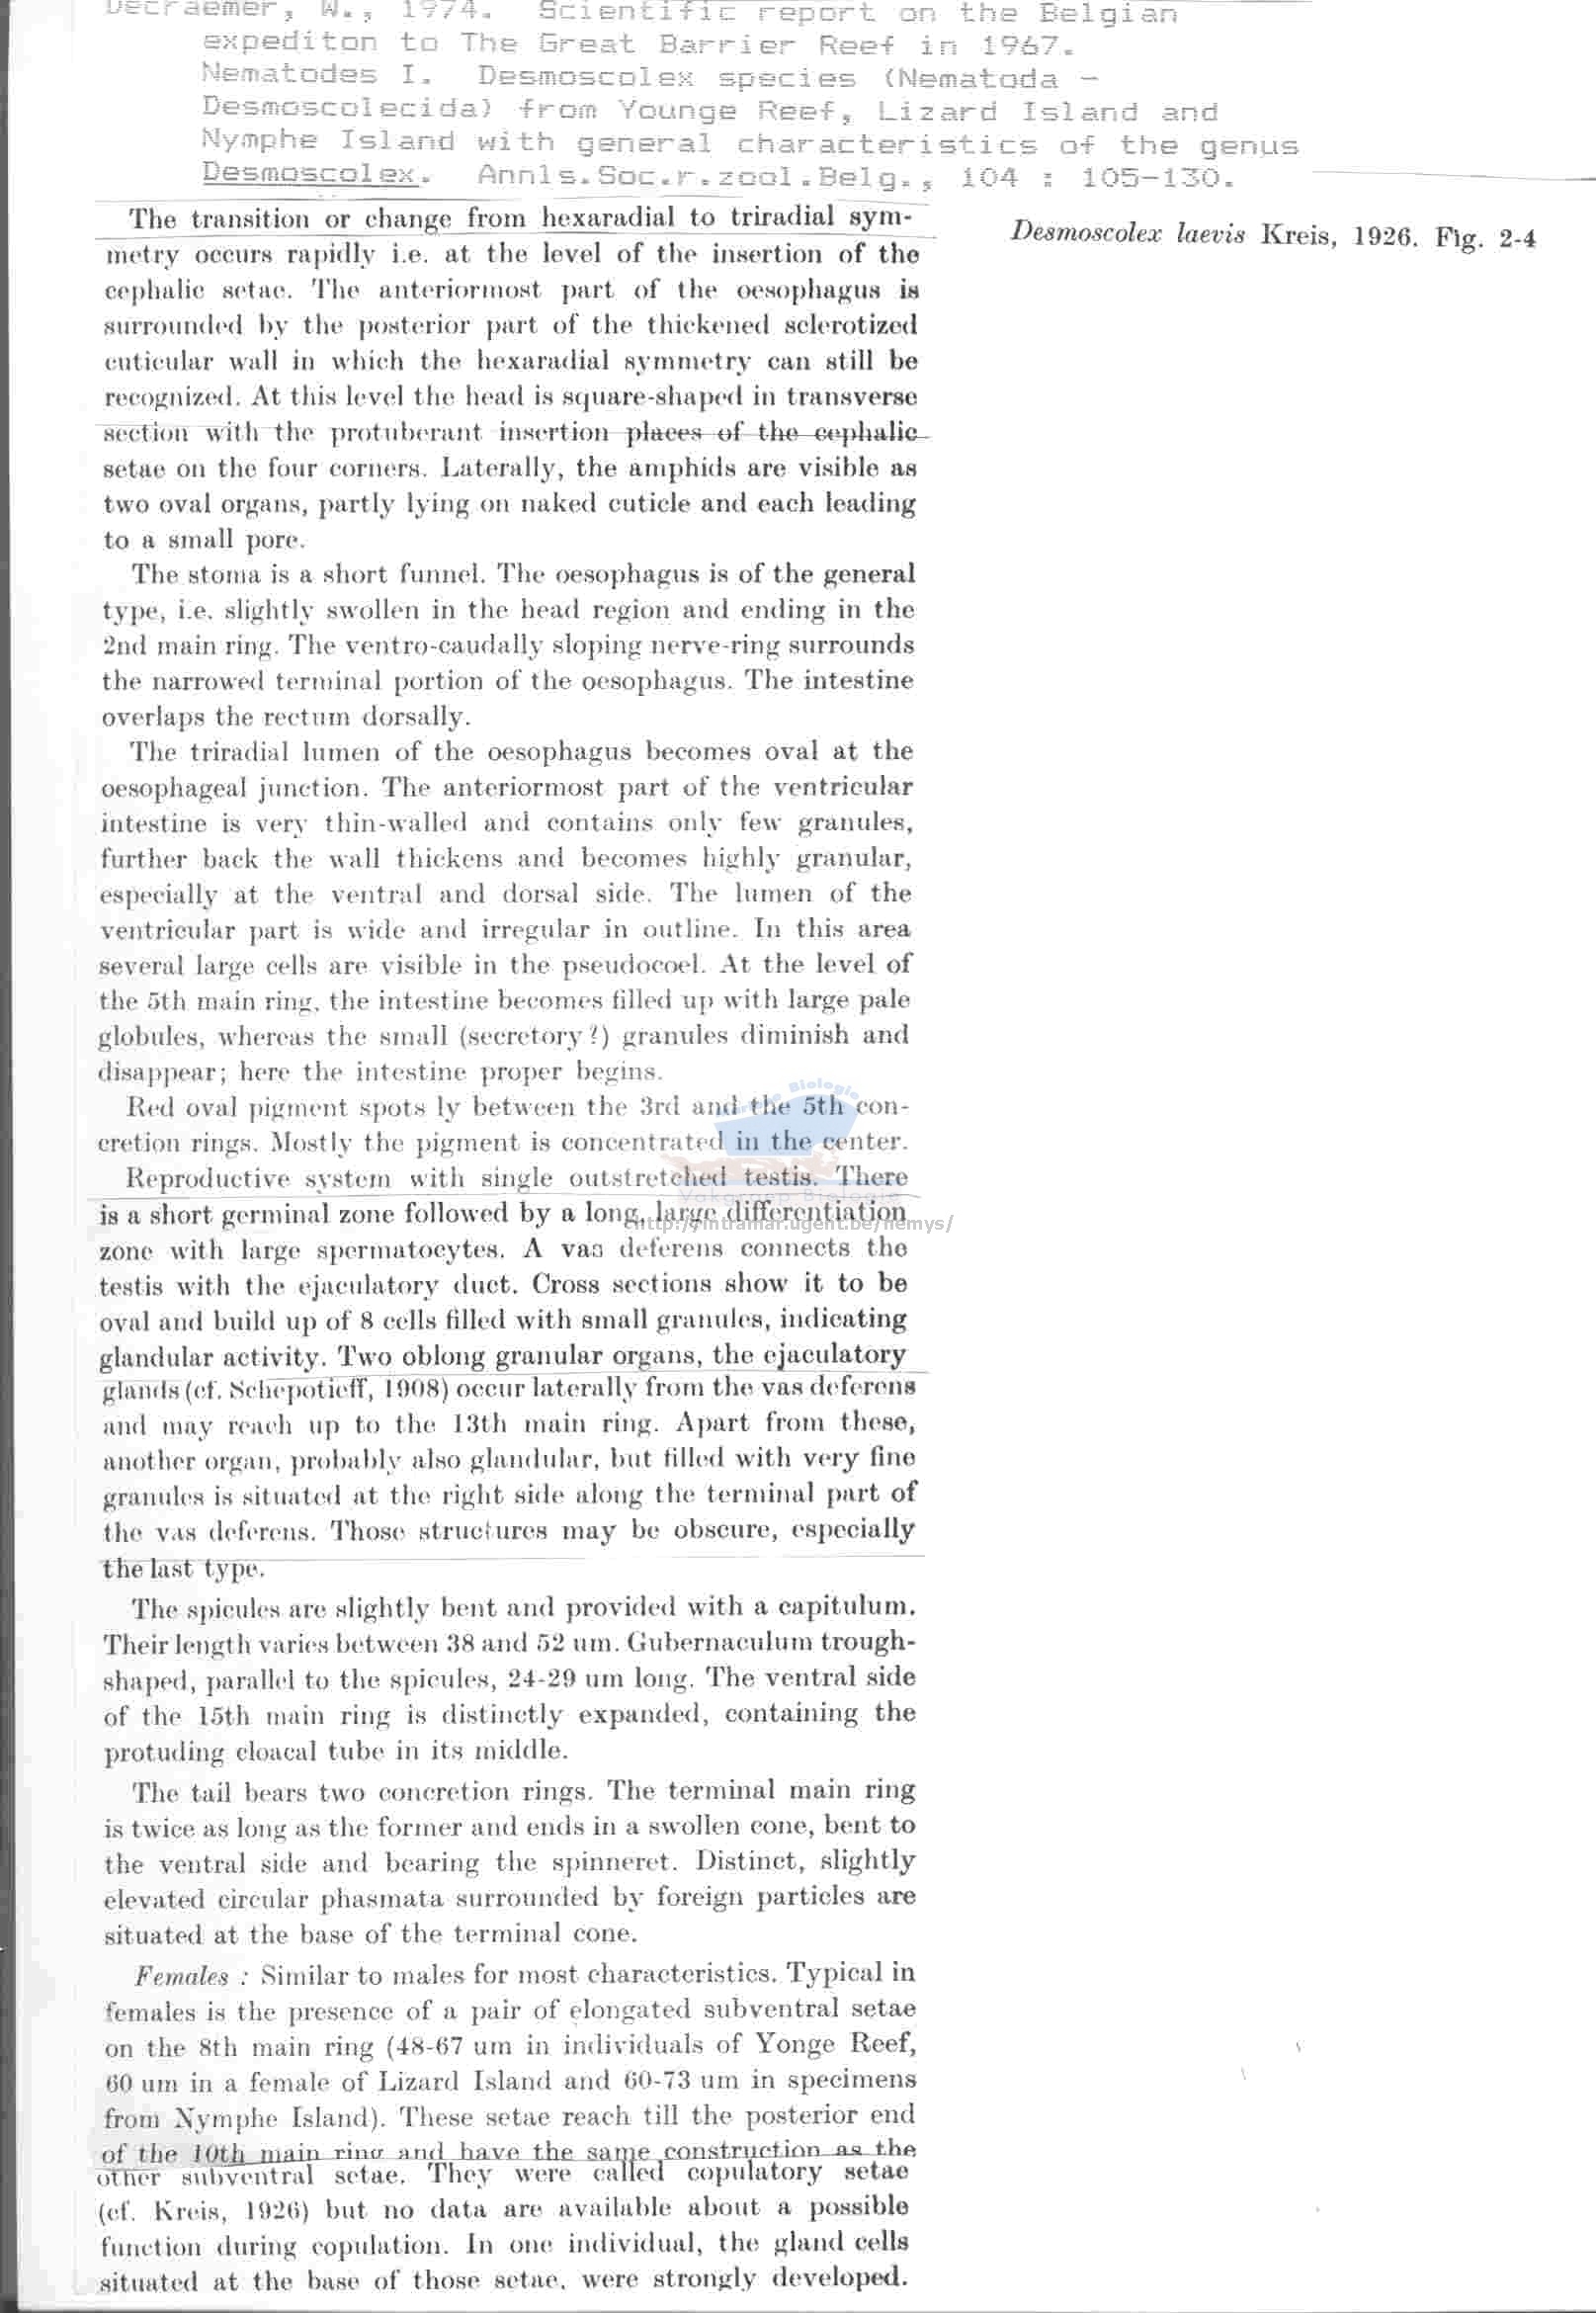 Decraemer, W., 1974. Scientific report on the Belgian
expediton to The Great Barrier Reef in 1967.
Nematodes I. Desmoscolex species (Nematoda -
Desmoscolecida) from Younge Reef, Lizard Island and
Nymphe Island with general characteristics of the genus
Desmoscolex. Annls.Soc.r.zool.Belg., 104 : 105-130.
Desmoscolex laevis Kreis, 1926. Fig. 2-4
The transition or change from hexaradial to triradial sym-
metry occurs rapidly i.e. at the level of the insertion of the
cephalic setae. The anteriormost part of the oesophagus is
surrounded by the posterior part of the thickened sclerotized
cuticular wall in which the hexaradial symmetry can still be
recognized. At this level the head is square-shaped in transverse
section with the protuberant insertion places of the cephalic
setae on the four corners. Laterally, the amphids are visible as
two oval organs, partly lying on naked cuticle and each leading
to a small pore.
The stoma is a short funnel. The oesophagus is of the general
type, i.e. slightly swollen in the head region and ending in the
2nd main ring. The ventro-caudally sloping nerve-ring surrounds
the narrowed terminal portion of the oesophagus. The intestine
overlaps the rectum dorsally.
The triradial lumen of the oesophagus becomes oval at the
oesophageal junction. The anteriormost part of the ventricular
intestine is very thin-walled and contains only few granules,
further back the wall thickens and becomes highly granular,
especially at the ventral and dorsal side. The lumen of the
ventricular part is wide and irregular in outline. In this area
several large cells are visible in the pseudocoel. At the level of
the 5th main ring, the intestine becomes filled up with large pale
globules, whereas the small (secretory ?) granules diminish and
disappear; here the intestine proper begins.
Red oval pigment spots ly between the 3rd and the 5th con-
cretion rings. Mostly the pigment is concentrated in the center.
Reproductive system with single outstretched testis. There
is a short germinal zone followed by a long, large differentiation
zone with large spermatocytes. A vas deferens connects the
testis with the ejaculatory duct. Cross sections show it to be
oval and build up of 8 cells filled with small granules, indicating
glandular activity. Two oblong granular organs, the ejaculatory
glands (cf. Schepotieff, 1908) occur laterally from the vas deferens
and may reach up to the 13th main ring. Apart from these,
another organ, probably also glandular, but filled with very fine
granules is situated at the right side along the terminal part of
the vas deferens. Those structures may be obscure, especially
the last type.
The spicules are slightly bent and provided with a capitulum.
Their length varies between 38 and 52 um. Gubernaculum trough-
shaped, parallel to the spicules, 24-29 um long. The ventral side
of the 15th main ring is distinctly expanded, containing the
protuding cloacal tube in its middle.
The tail bears two concretion rings. The terminal main ring
is twice as long as the former and ends in a swollen cone, bent to
the ventral side and bearing the spinneret. Distinct, slightly
elevated circular phasmata surrounded by foreign particles are
situated at the base of the terminal cone.
Females : Similar to males for most characteristics. Typical in
females is the presence of a pair of elongated subventral setae
on the 8th main ring (48-67 um in individuals of Yonge Reef,
60 um in a female of Lizard Island and 60-73 um in specimens
from Nymphe Island). These setae reach till the posterior end
of the 10th main ring and have the same construction as the
other subventral setae. They were called copulatory setae
(cf. Kreis, 1926) but no data are available about a possible
function during copulation. In one individual, the gland cells
situated at the base of those setae, were strongly developed.
Vakgroep Biologie
http://intramar.ugent.be/nemys/